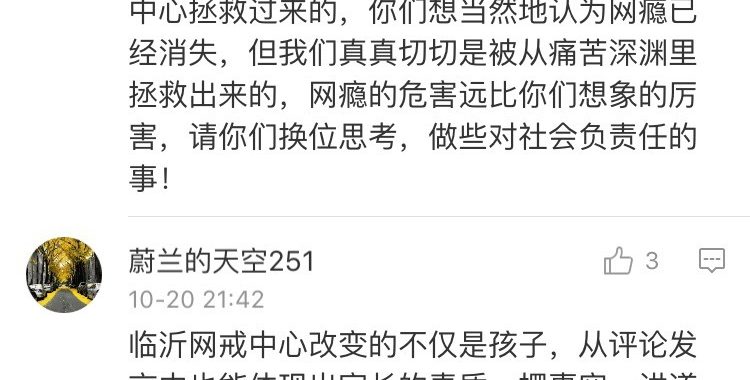 中心拯救过来的，你们想当然地认为网瘾已
经消失，但我们真真切切是被从痛苦深渊里
拯救出来的，网瘾的危害远比你们想象的厉
害，请你们换位思考，做些对社会负责任的
事！
蔚兰的天空251
3
10-20 21:42
临沂网戒中心改变的不仅是孩子，从评论发